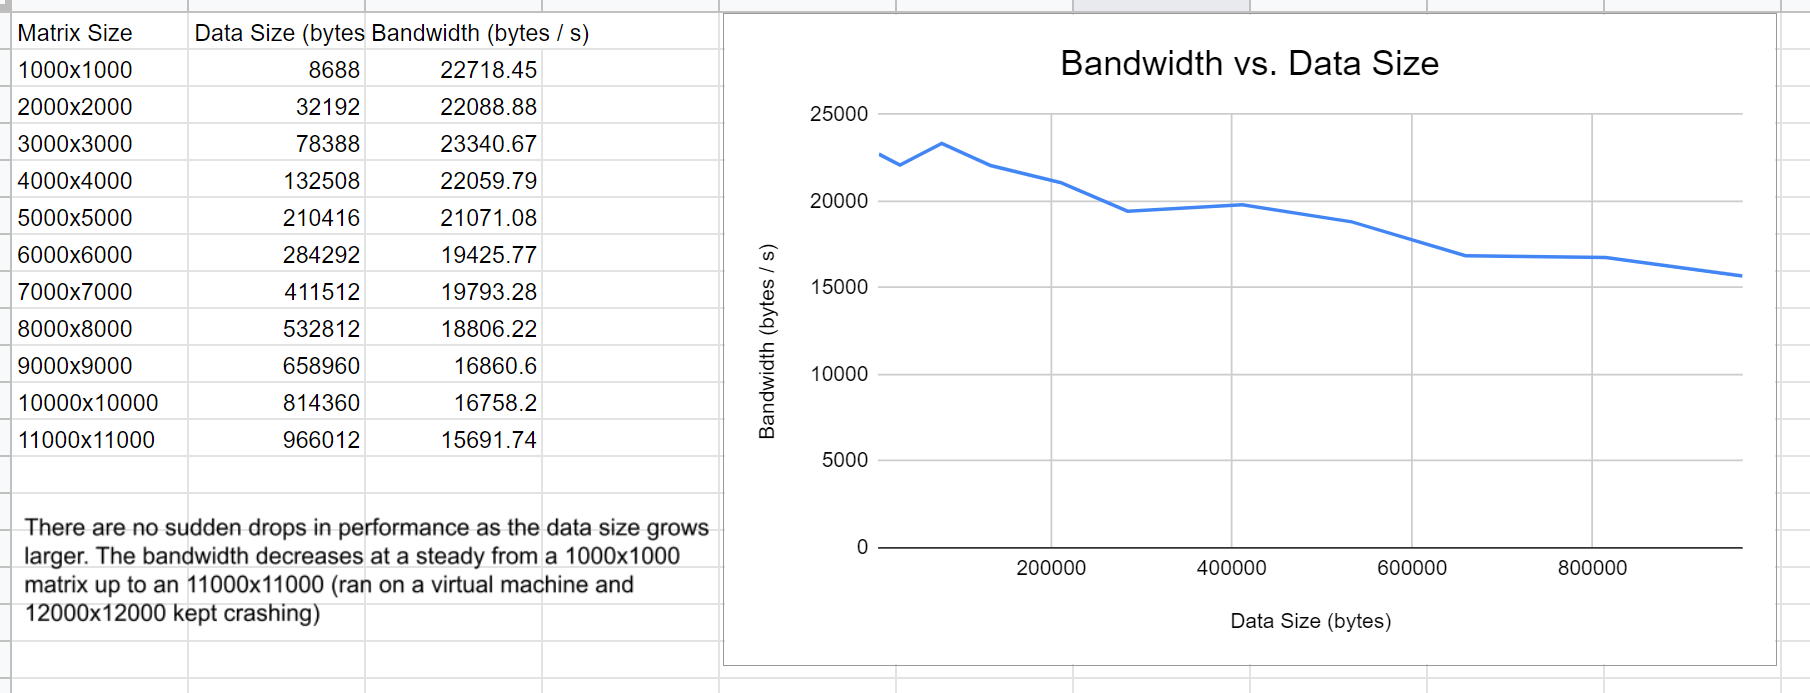 Matrix Size Data Size (bytes Bandwidth (bytes / s)
1000x1000 8688 22718.45
2000x2000 32192 22088.88
3000x3000 78388 23340.67
4000x4000 132508 22059.79
5000x5000 210416 21071.08
6000x6000 284292 19425.77
7000x7000 411512 19793.28
8000x8000 532812 18806.22
9000x9000 658960 16860.6
10000x10000 814360 16758.2
11000x11000 966012 15691.74
There are no sudden drops in performance as the data size grows
larger. The bandwidth decreases at a steady from a 1000x1000
matrix up to an 11000x11000 (ran on a virtual machine and
12000x12000 kept crashing)
Bandwidth vs. Data Size
25000
20000
15000
10000
5000
0
Bandwidth (bytes / s)
200000 400000 600000 800000
Data Size (bytes)